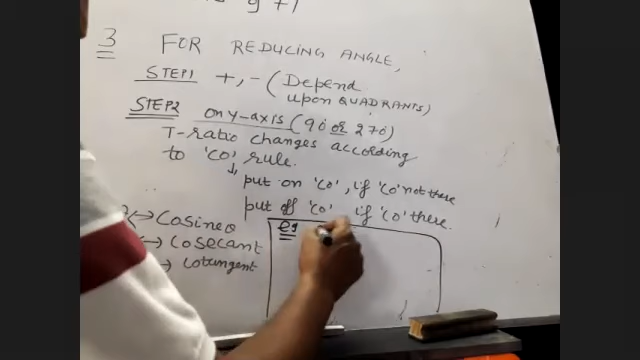 3 FOR REDUCING ANGLE,
STEP1 +, - (Depend
upon QUADRANTS)
STEP2 on y-axis (90 or 270)
T-ratio changes according
to 'co' rule.
put on 'co', if 'co' not there
put off 'co' if 'co' there.
eg
↔ Cosine
↔ Cosecant
→ Cotangent